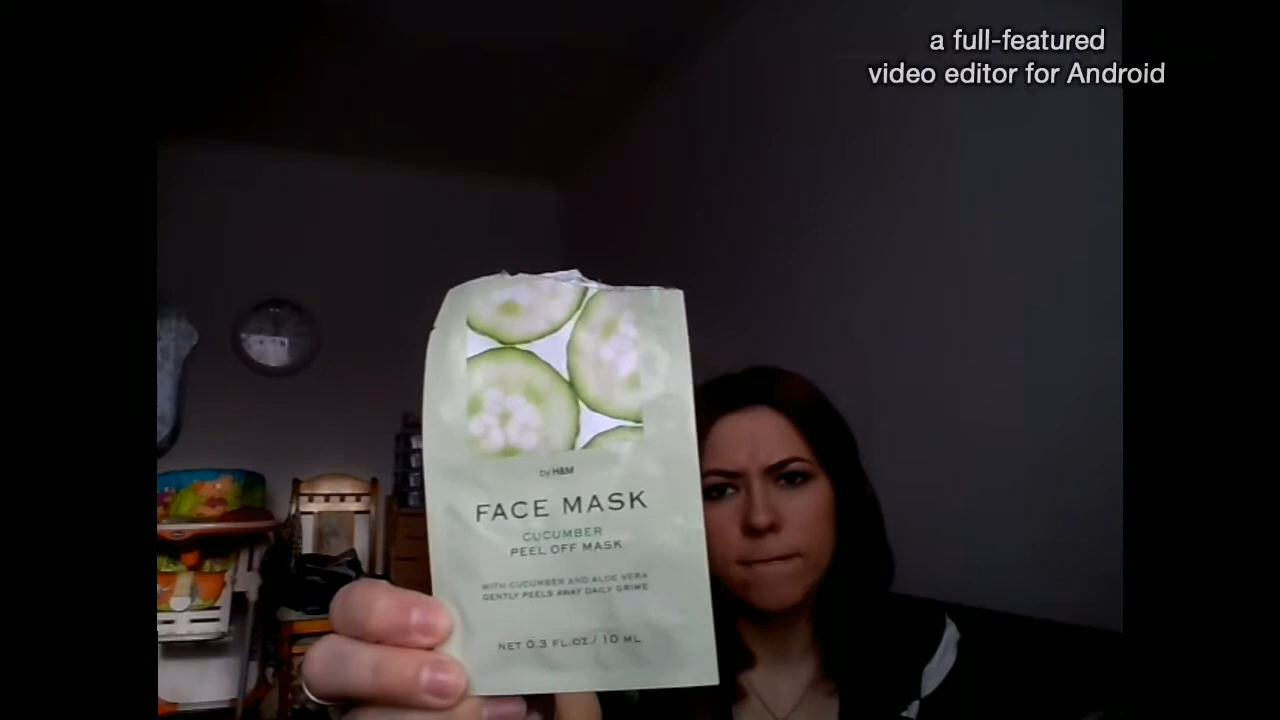 a full-featured
video editor for Android
by H&M
FACE MASK
CUCUMBER
PEEL OFF MASK
WITH CUCUMBER AND ALOE VERA
GENTLY PEELS AWAY DAILY GRIME
NET 0.3 FL.OZ./ 10 ML